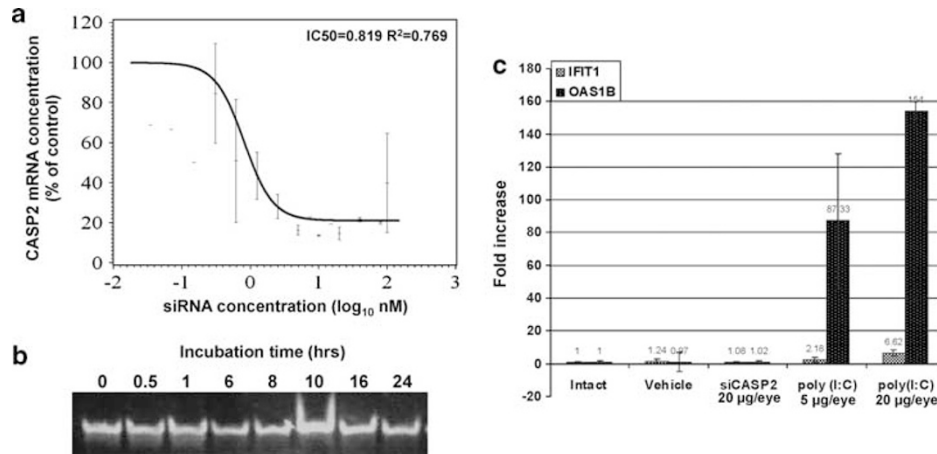 a
120
100
80
60
40
20
0
CASP2 mRNA concentration
(% of control)
IC50=0.819 R²=0.769
-2 -1 0 1 2 3
siRNA concentration (log₁₀ nM)
b
Incubation time (hrs)
0 0.5 1 6 8 10 16 24
c
IFIT1
OAS1B
180
160
140
120
100
80
60
40
20
0
-20
Fold increase
1 1 1.24 0.97 1.08 1.02 2.18 87.33 6.62 154
Intact Vehicle siCASP2 poly (I:C) poly(I:C)
20 µg/eye 5 µg/eye 20 µg/eye